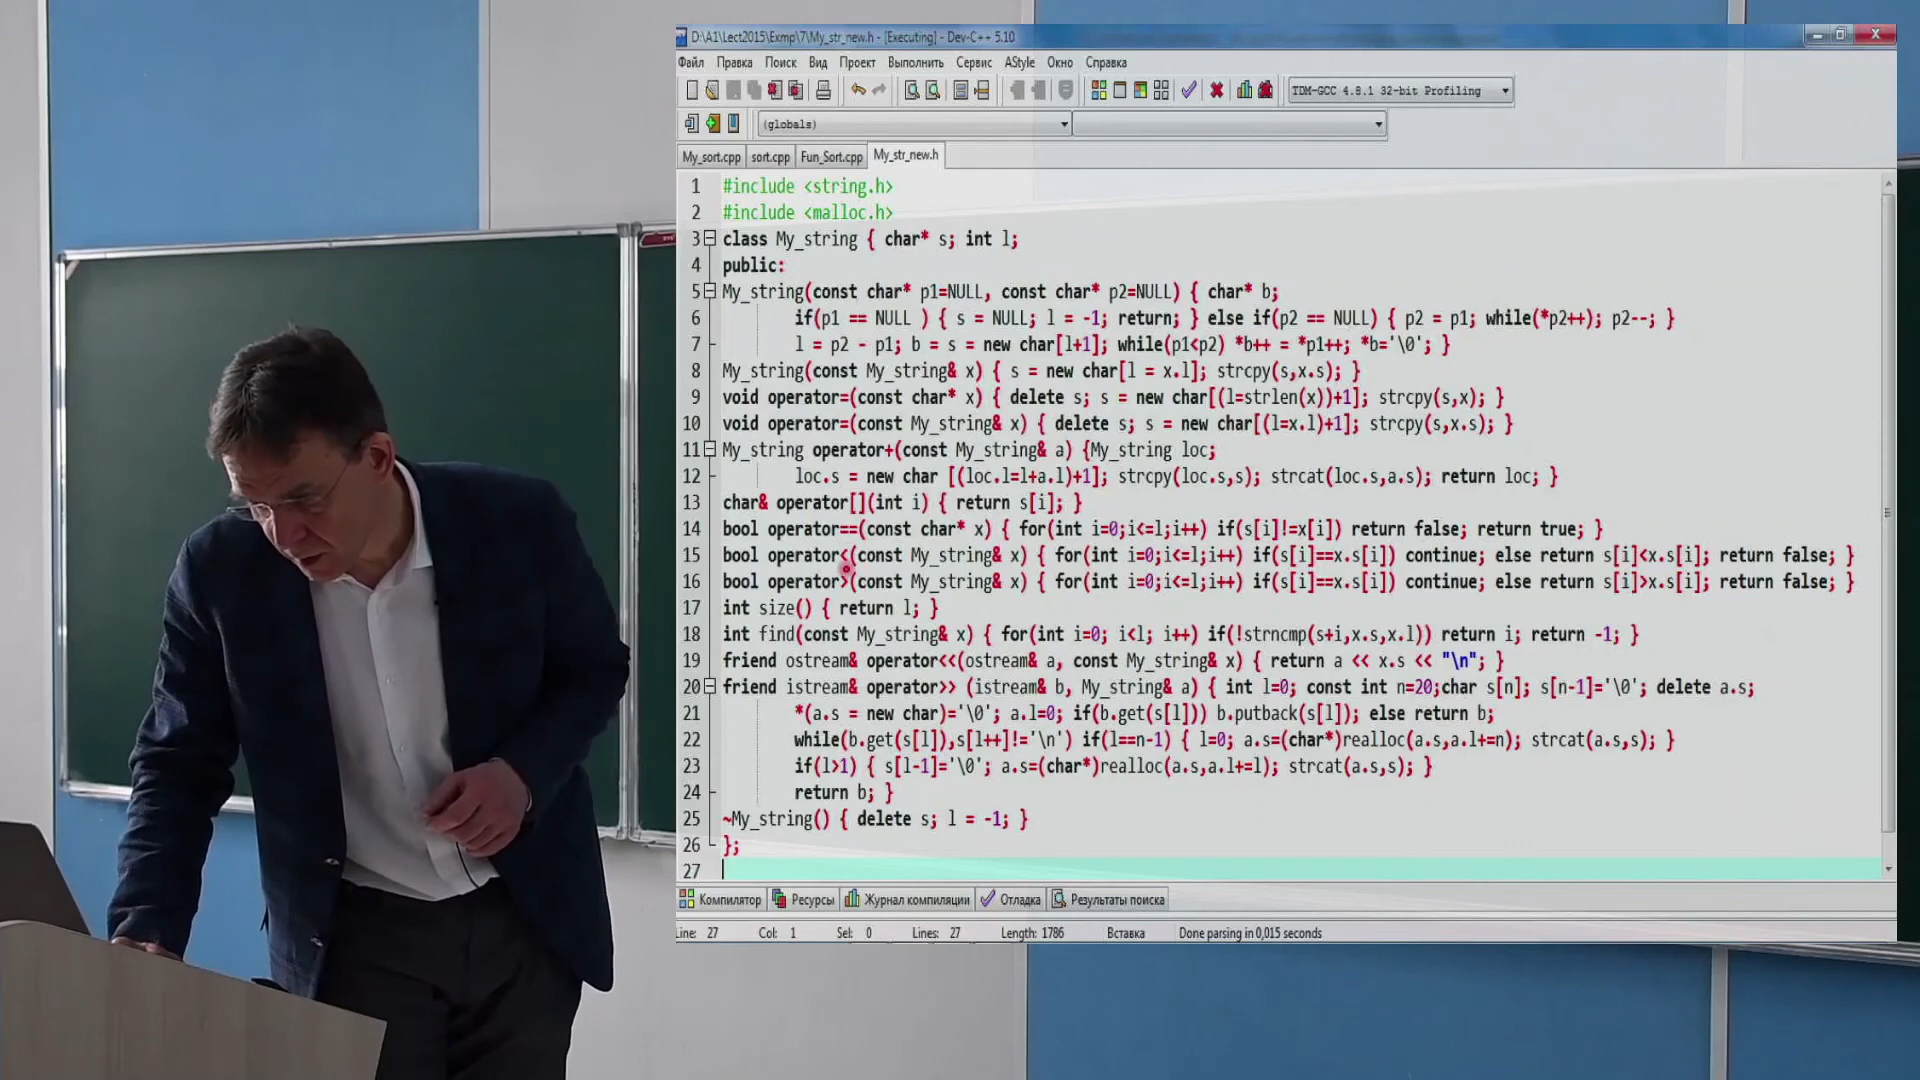 D:\A1\Lect2015\Exmp\7\My_str_new.h - [Executing] - Dev-C++ 5.10
Файл Правка Поиск Вид Проект Выполнить Сервис AStyle Окно Справка
TDM-GCC 4.8.1 32-bit Profiling
(globals)
My_sort.cpp sort.cpp Fun_Sort.cpp My_str_new.h
1 #include <string.h>
2 #include <malloc.h>
3 class My_string { char* s; int l;
4 public:
5 My_string(const char* p1=NULL, const char* p2=NULL) { char* b;
6 if(p1 == NULL ) { s = NULL; l = -1; return; } else if(p2 == NULL) { p2 = p1; while(*p2++); p2--; }
7 l = p2 - p1; b = s = new char[l+1]; while(p1<p2) *b++ = *p1++; *b='\0'; }
8 My_string(const My_string& x) { s = new char[l = x.l]; strcpy(s,x.s); }
9 void operator=(const char* x) { delete s; s = new char[(l=strlen(x))+1]; strcpy(s,x); }
10 void operator=(const My_string& x) { delete s; s = new char[(l=x.l)+1]; strcpy(s,x.s); }
11 My_string operator+(const My_string& a) {My_string loc;
12 loc.s = new char [(loc.l=l+a.l)+1]; strcpy(loc.s,s); strcat(loc.s,a.s); return loc; }
13 char& operator[](int i) { return s[i]; }
14 bool operator==(const char* x) { for(int i=0;i<=l;i++) if(s[i]!=x[i]) return false; return true; }
15 bool operator<(const My_string& x) { for(int i=0;i<=l;i++) if(s[i]==x.s[i]) continue; else return s[i]<x.s[i]; return false; }
16 bool operator>(const My_string& x) { for(int i=0;i<=l;i++) if(s[i]==x.s[i]) continue; else return s[i]>x.s[i]; return false; }
17 int size() { return l; }
18 int find(const My_string& x) { for(int i=0; i<l; i++) if(!strncmp(s+i,x.s,x.l)) return i; return -1; }
19 friend ostream& operator<<(ostream& a, const My_string& x) { return a << x.s << "\n"; }
20 friend istream& operator>> (istream& b, My_string& a) { int l=0; const int n=20;char s[n]; s[n-1]='\0'; delete a.s;
21 *(a.s = new char)='\0'; a.l=0; if(b.get(s[l])) b.putback(s[l]); else return b;
22 while(b.get(s[l]),s[l++]!='\n') if(l==n-1) { l=0; a.s=(char*)realloc(a.s,a.l+=n); strcat(a.s,s); }
23 if(l>1) { s[l-1]='\0'; a.s=(char*)realloc(a.s,a.l+=l); strcat(a.s,s); }
24 return b; }
25 ~My_string() { delete s; l = -1; }
26 };
27
Компилятор Ресурсы Журнал компиляции Отладка Результаты поиска
Line: 27 Col: 1 Sel: 0 Lines: 27 Length: 1786 Вставка Done parsing in 0,015 seconds